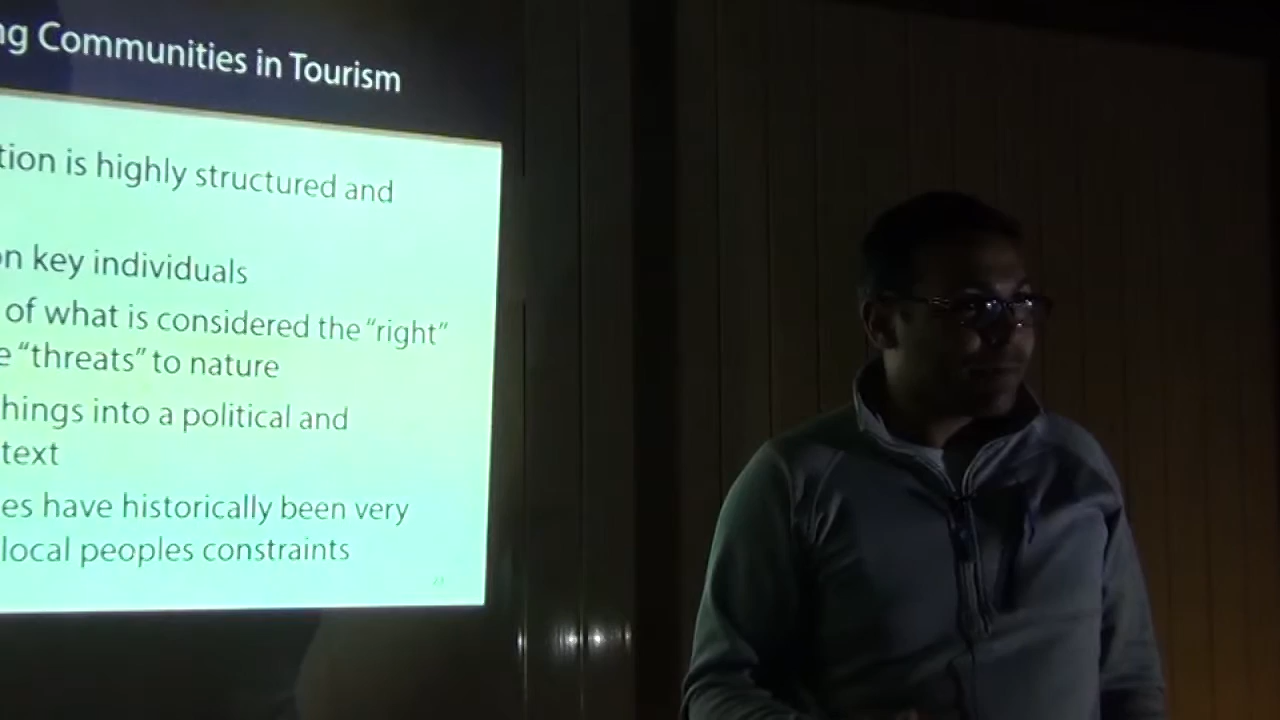 ng Communities in Tourism
tion is highly structured and
on key individuals
of what is considered the "right"
e "threats" to nature
hings into a political and
text
es have historically been very
local peoples constraints